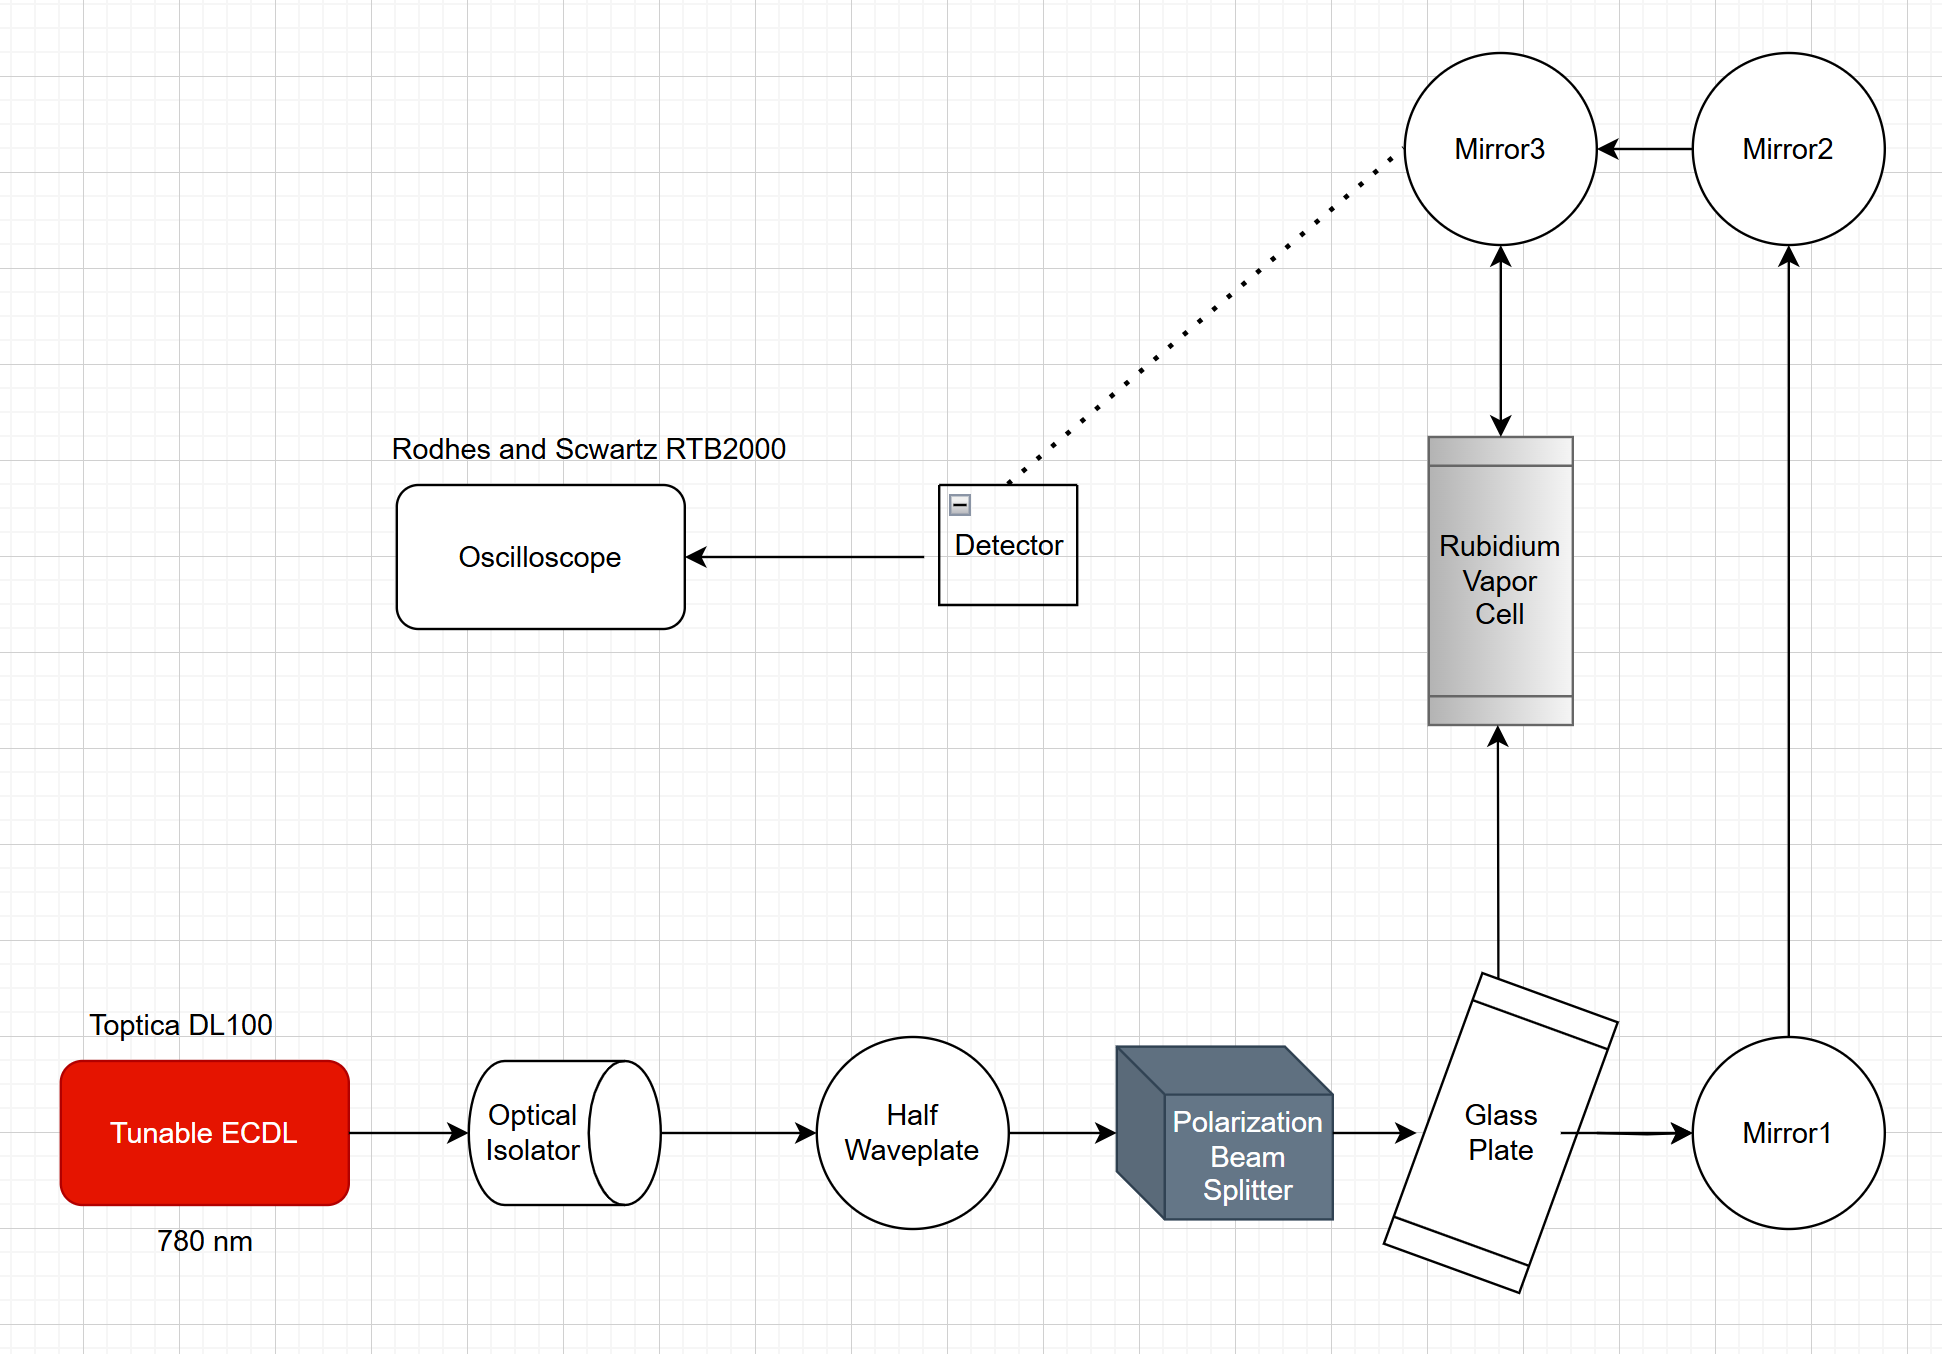 Mirror3
Mirror2
Rodhes and Scwartz RTB2000
Oscilloscope
Detector
Rubidium
Vapor
Cell
Toptica DL100
Tunable ECDL
780 nm
Optical
Isolator
Half
Waveplate
Polarization
Beam
Splitter
Glass
Plate
Mirror1